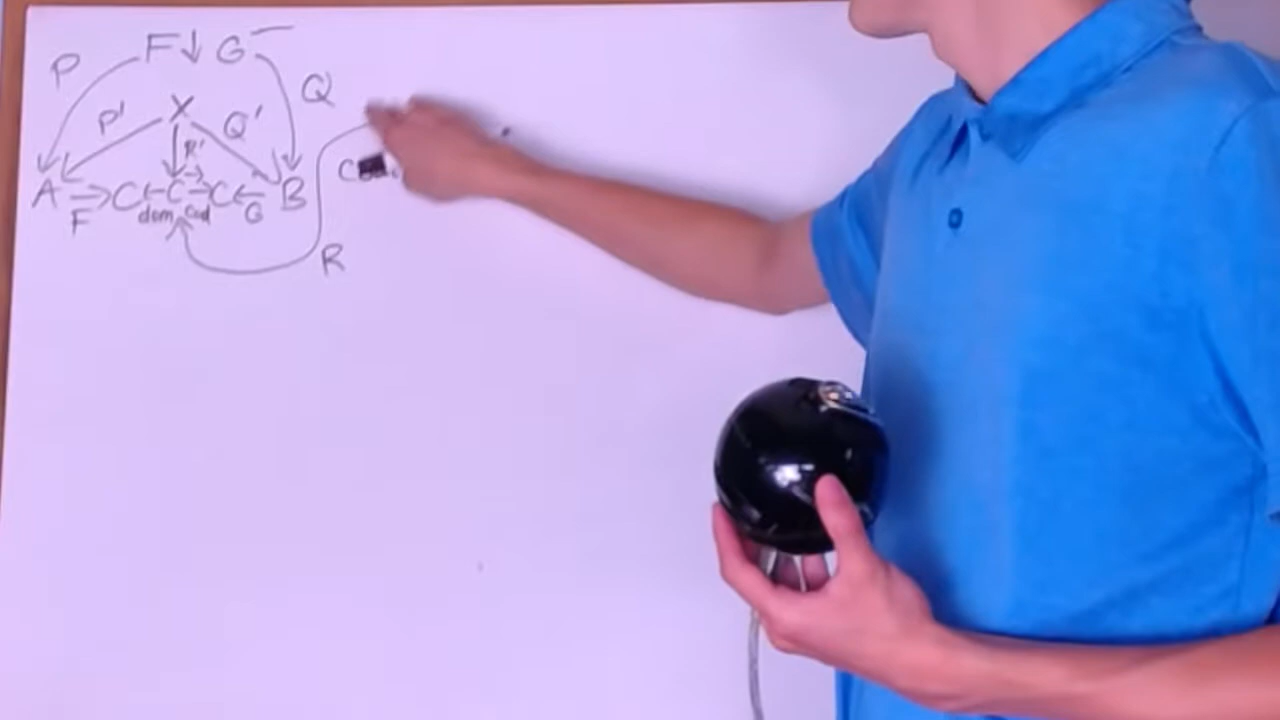 F↓G
P
Q
X
P' Q'
R'
A ⇒ C ← C → C ← B
F dom cod G
R